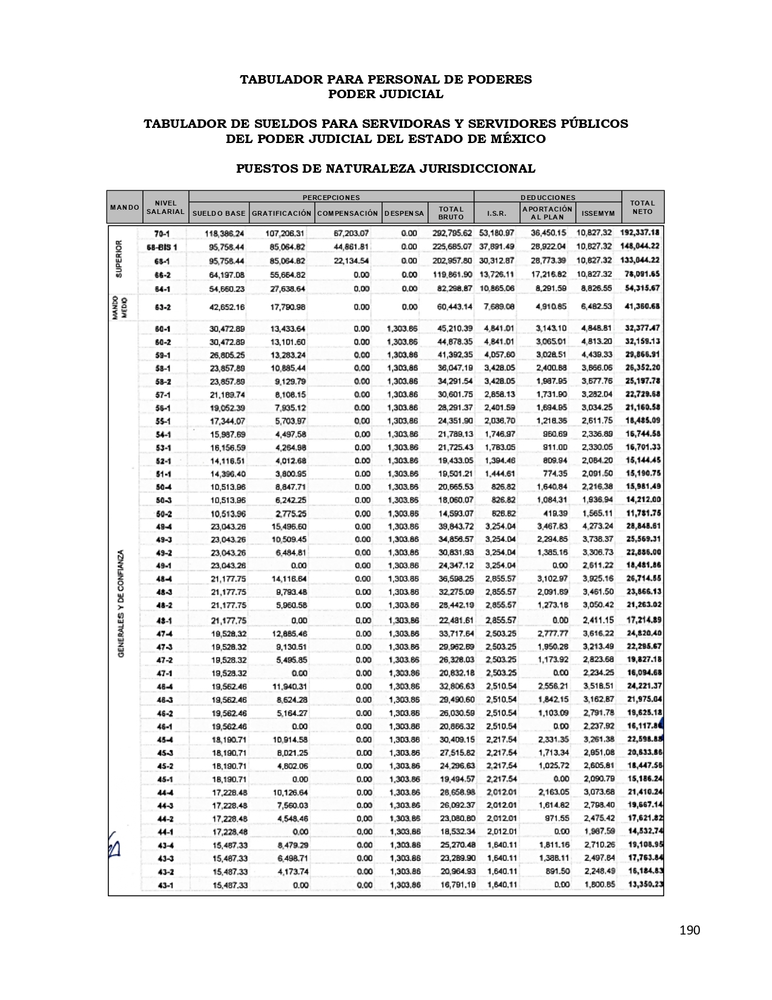 TABULADOR PARA PERSONAL DE PODERES
PODER JUDICIAL
TABULADOR DE SUELDOS PARA SERVIDORAS Y SERVIDORES PÚBLICOS
DEL PODER JUDICIAL DEL ESTADO DE MÉXICO
PUESTOS DE NATURALEZA JURISDICCIONAL
MANDO NIVEL SALARIAL PERCEPCIONES DEDUCCIONES TOTAL NETO
SUELDO BASE GRATIFICACIÓN COMPENSACIÓN DESPENSA TOTAL BRUTO I.S.R. APORTACIÓN AL PLAN ISSEMYM
SUPERIOR
70-1 118,386.24 107,206.31 67,203.07 0.00 292,795.62 53,180.97 36,450.15 10,827.32 192,337.18
68-BIS 1 95,758.44 85,064.82 44,861.81 0.00 225,685.07 37,891.49 28,922.04 10,827.32 148,044.22
68-1 95,758.44 85,064.82 22,134.54 0.00 202,957.80 30,312.87 28,773.39 10,827.32 133,044.22
66-2 64,197.08 55,664.82 0.00 0.00 119,861.90 13,726.11 17,216.82 10,827.32 78,091.65
64-1 54,660.23 27,638.64 0.00 0.00 82,298.87 10,865.06 8,291.59 8,826.55 54,315.67
MANDO MEDIO
63-2 42,652.16 17,790.98 0.00 0.00 60,443.14 7,689.08 4,910.85 6,482.53 41,360.68
GENERALES Y DE CONFIANZA
60-1 30,472.89 13,433.64 0.00 1,303.86 45,210.39 4,841.01 3,143.10 4,848.81 32,377.47
60-2 30,472.89 13,101.60 0.00 1,303.86 44,878.35 4,841.01 3,065.01 4,813.20 32,159.13
59-1 26,805.25 13,283.24 0.00 1,303.86 41,392.35 4,057.60 3,028.51 4,439.33 29,866.91
58-1 23,857.89 10,885.44 0.00 1,303.86 36,047.19 3,428.05 2,400.88 3,866.06 26,352.20
58-2 23,857.89 9,129.79 0.00 1,303.86 34,291.54 3,428.05 1,987.95 3,677.76 25,197.78
57-1 21,189.74 8,108.15 0.00 1,303.86 30,601.75 2,858.13 1,731.90 3,282.04 22,729.68
56-1 19,052.39 7,935.12 0.00 1,303.86 28,291.37 2,401.59 1,694.95 3,034.25 21,160.58
55-1 17,344.07 5,703.97 0.00 1,303.86 24,351.90 2,036.70 1,218.36 2,611.75 18,485.09
54-1 15,987.69 4,497.58 0.00 1,303.86 21,789.13 1,746.97 960.69 2,336.89 16,744.58
53-1 16,156.59 4,264.98 0.00 1,303.86 21,725.43 1,783.05 911.00 2,330.05 16,701.33
52-1 14,116.51 4,012.68 0.00 1,303.86 19,433.05 1,394.46 809.94 2,084.20 15,144.45
51-1 14,396.40 3,800.95 0.00 1,303.86 19,501.21 1,444.61 774.35 2,091.50 15,190.75
50-4 10,513.96 8,847.71 0.00 1,303.86 20,665.53 826.82 1,640.84 2,216.38 15,981.49
50-3 10,513.96 6,242.25 0.00 1,303.86 18,060.07 826.82 1,084.31 1,936.94 14,212.00
50-2 10,513.96 2,775.25 0.00 1,303.86 14,593.07 826.82 419.39 1,565.11 11,781.75
49-4 23,043.26 15,496.60 0.00 1,303.86 39,843.72 3,254.04 3,467.83 4,273.24 28,848.61
49-3 23,043.26 10,509.45 0.00 1,303.86 34,856.57 3,254.04 2,294.85 3,738.37 25,569.31
49-2 23,043.26 6,484.81 0.00 1,303.86 30,831.93 3,254.04 1,385.16 3,306.73 22,886.00
49-1 23,043.26 0.00 0.00 1,303.86 24,347.12 3,254.04 0.00 2,611.22 18,481.86
48-4 21,177.75 14,116.64 0.00 1,303.86 36,598.25 2,855.57 3,102.97 3,925.16 26,714.55
48-3 21,177.75 9,793.48 0.00 1,303.86 32,275.09 2,855.57 2,091.89 3,461.50 23,866.13
48-2 21,177.75 5,960.58 0.00 1,303.86 28,442.19 2,855.57 1,273.18 3,050.42 21,263.02
48-1 21,177.75 0.00 0.00 1,303.86 22,481.61 2,855.57 0.00 2,411.15 17,214.89
47-4 19,528.32 12,885.46 0.00 1,303.86 33,717.64 2,503.25 2,777.77 3,616.22 24,820.40
47-3 19,528.32 9,130.51 0.00 1,303.86 29,962.69 2,503.25 1,950.28 3,213.49 22,295.67
47-2 19,528.32 5,495.85 0.00 1,303.86 26,328.03 2,503.25 1,173.92 2,823.68 19,827.18
47-1 19,528.32 0.00 0.00 1,303.86 20,832.18 2,503.25 0.00 2,234.25 16,094.68
46-4 19,562.46 11,940.31 0.00 1,303.86 32,806.63 2,510.54 2,556.21 3,518.51 24,221.37
46-3 19,562.46 8,624.28 0.00 1,303.86 29,490.60 2,510.54 1,842.15 3,162.87 21,975.04
46-2 19,562.46 5,164.27 0.00 1,303.86 26,030.59 2,510.54 1,103.09 2,791.78 19,625.18
46-1 19,562.46 0.00 0.00 1,303.86 20,866.32 2,510.54 0.00 2,237.92 16,117.86
45-4 18,190.71 10,914.58 0.00 1,303.86 30,409.15 2,217.54 2,331.35 3,261.38 22,598.88
45-3 18,190.71 8,021.25 0.00 1,303.86 27,515.82 2,217.54 1,713.34 2,951.08 20,633.86
45-2 18,190.71 4,802.06 0.00 1,303.86 24,296.63 2,217.54 1,025.72 2,605.81 18,447.56
45-1 18,190.71 0.00 0.00 1,303.86 19,494.57 2,217.54 0.00 2,090.79 15,186.24
44-4 17,228.48 10,126.64 0.00 1,303.86 28,658.98 2,012.01 2,163.05 3,073.68 21,410.24
44-3 17,228.48 7,560.03 0.00 1,303.86 26,092.37 2,012.01 1,614.82 2,798.40 19,667.14
44-2 17,228.48 4,548.46 0.00 1,303.86 23,080.80 2,012.01 971.55 2,475.42 17,621.82
44-1 17,228.48 0.00 0.00 1,303.86 18,532.34 2,012.01 0.00 1,987.59 14,532.74
43-4 15,487.33 8,479.29 0.00 1,303.86 25,270.48 1,640.11 1,811.16 2,710.26 19,108.95
43-3 15,487.33 6,498.71 0.00 1,303.86 23,289.90 1,640.11 1,388.11 2,497.84 17,763.84
43-2 15,487.33 4,173.74 0.00 1,303.86 20,964.93 1,640.11 891.50 2,248.49 16,184.83
43-1 15,487.33 0.00 0.00 1,303.86 16,791.19 1,640.11 0.00 1,800.85 13,350.23
190